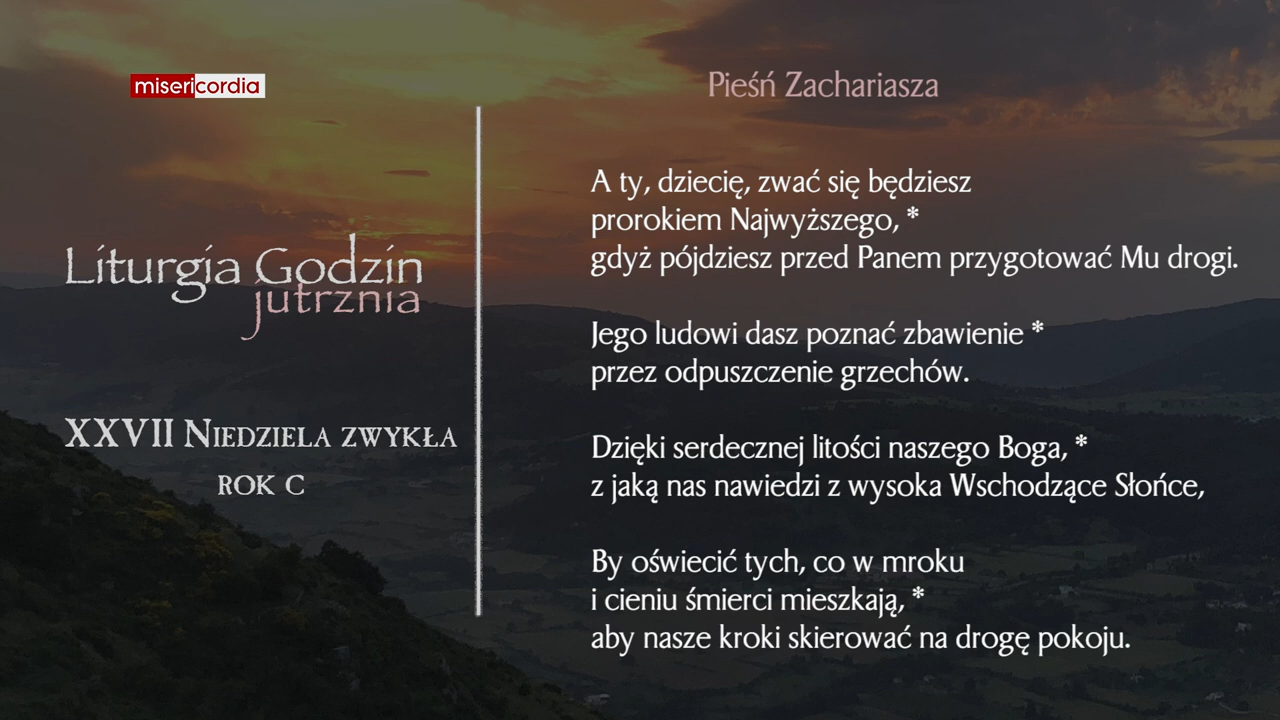 misericordia
Liturgia Godzin
jutrznia
XXVII Niedziela zwykła
rok C
Pieśń Zachariasza
A ty, dziecię, zwać się będziesz
prorokiem Najwyższego, *
gdyż pójdziesz przed Panem przygotować Mu drogi.
Jego ludowi dasz poznać zbawienie *
przez odpuszczenie grzechów.
Dzięki serdecznej litości naszego Boga, *
z jaką nas nawiedzi z wysoka Wschodzące Słońce,
By oświecić tych, co w mroku
i cieniu śmierci mieszkają, *
aby nasze kroki skierować na drogę pokoju.